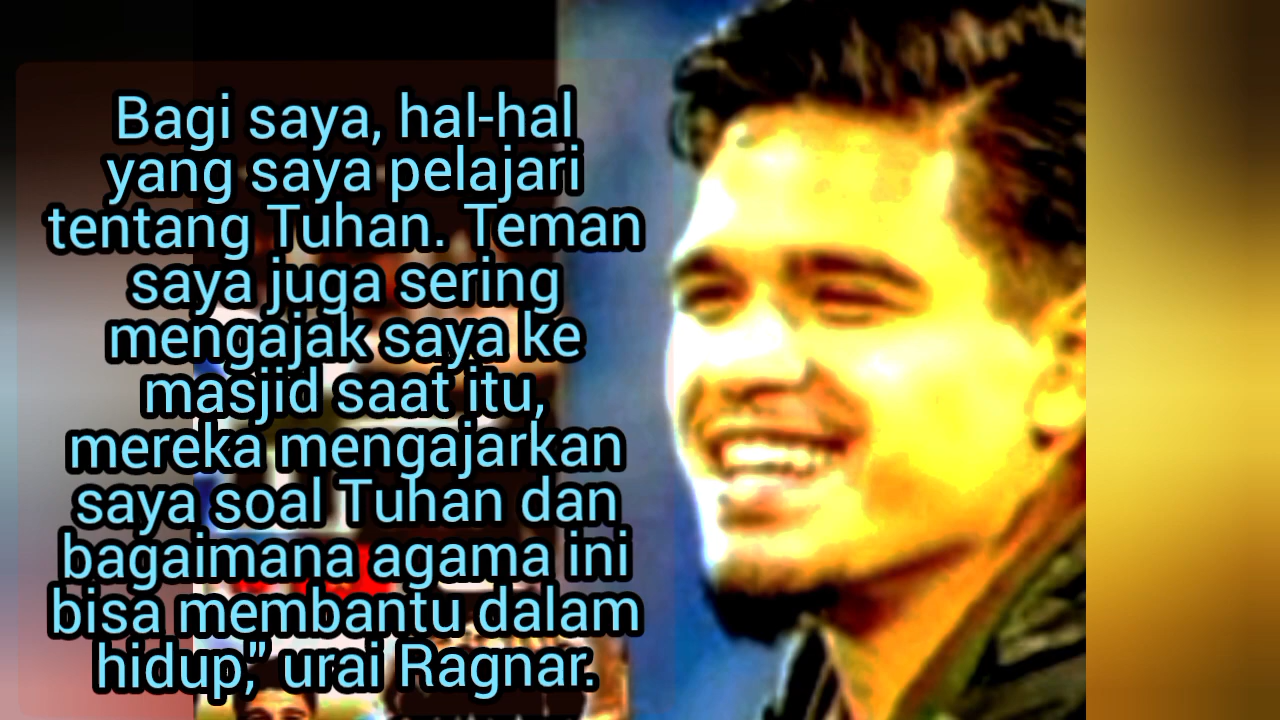 Bagi saya, hal-hal
yang saya pelajari
tentang Tuhan. Teman
saya juga sering
mengajak saya ke
masjid saat itu,
mereka mengajarkan
saya soal Tuhan dan
bagaimana agama ini
bisa membantu dalam
hidup,” urai Ragnar.